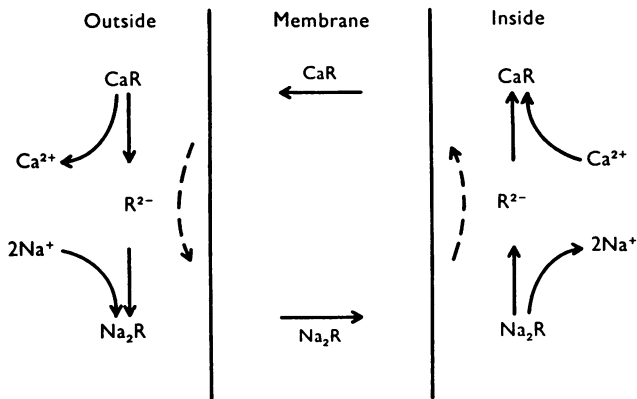 Outside Membrane Inside
CaR CaR CaR
Ca²⁺ Ca²⁺
R²⁻ R²⁻
2Na⁺ 2Na⁺
Na₂R Na₂R Na₂R